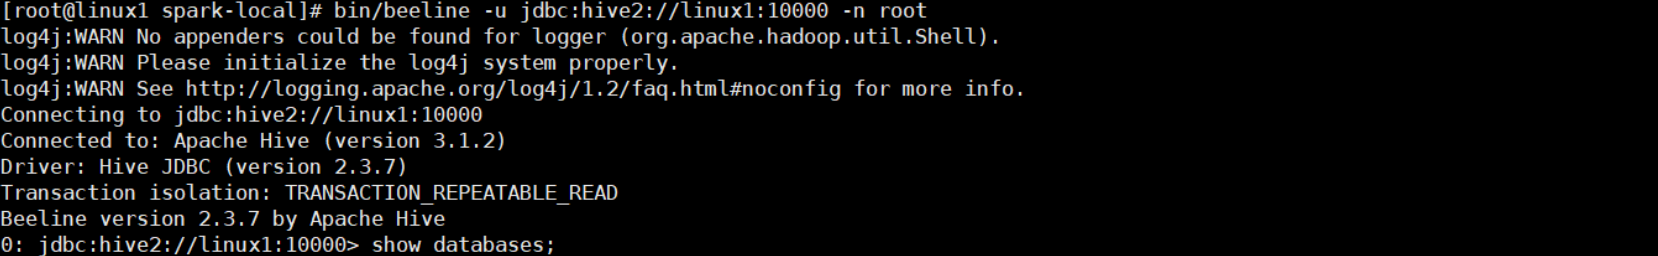 [root@linux1 spark-local]# bin/beeline -u jdbc:hive2://linux1:10000 -n root
log4j:WARN No appenders could be found for logger (org.apache.hadoop.util.Shell).
log4j:WARN Please initialize the log4j system properly.
log4j:WARN See http://logging.apache.org/log4j/1.2/faq.html#noconfig for more info.
Connecting to jdbc:hive2://linux1:10000
Connected to: Apache Hive (version 3.1.2)
Driver: Hive JDBC (version 2.3.7)
Transaction isolation: TRANSACTION_REPEATABLE_READ
Beeline version 2.3.7 by Apache Hive
0: jdbc:hive2://linux1:10000> show databases;